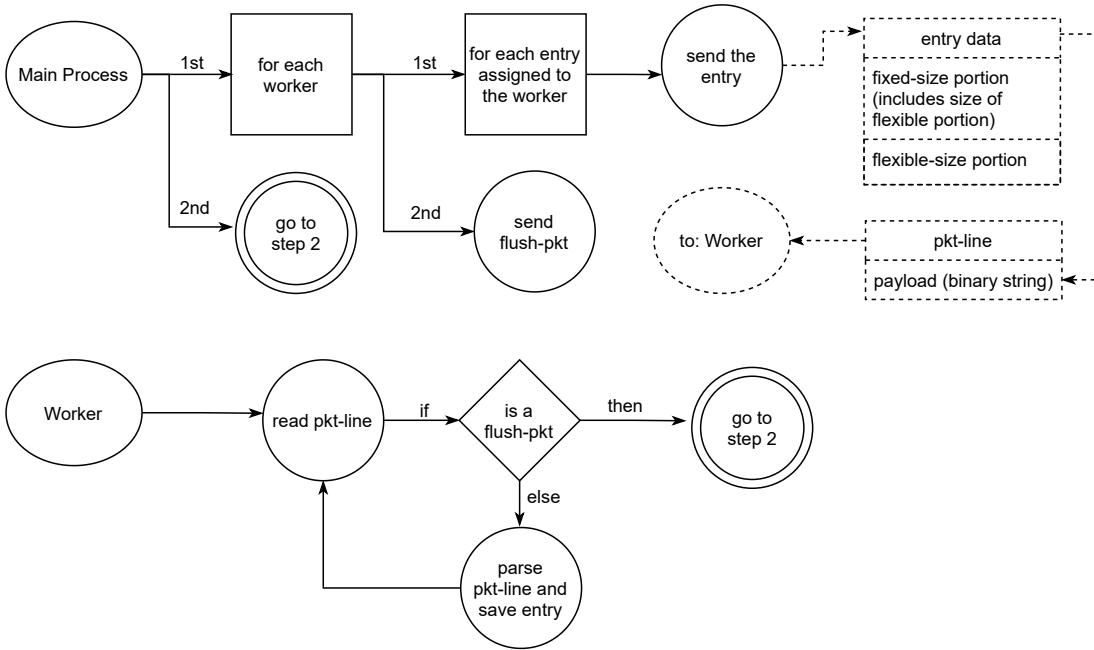 Main Process
1st
for each
worker
1st
for each entry
assigned to
the worker
send the
entry
entry data
fixed-size portion
(includes size of
flexible portion)
flexible-size portion
2nd
go to
step 2
2nd
send
flush-pkt
to: Worker
pkt-line
payload (binary string)
Worker
read pkt-line
if
is a
flush-pkt
then
go to
step 2
else
parse
pkt-line and
save entry